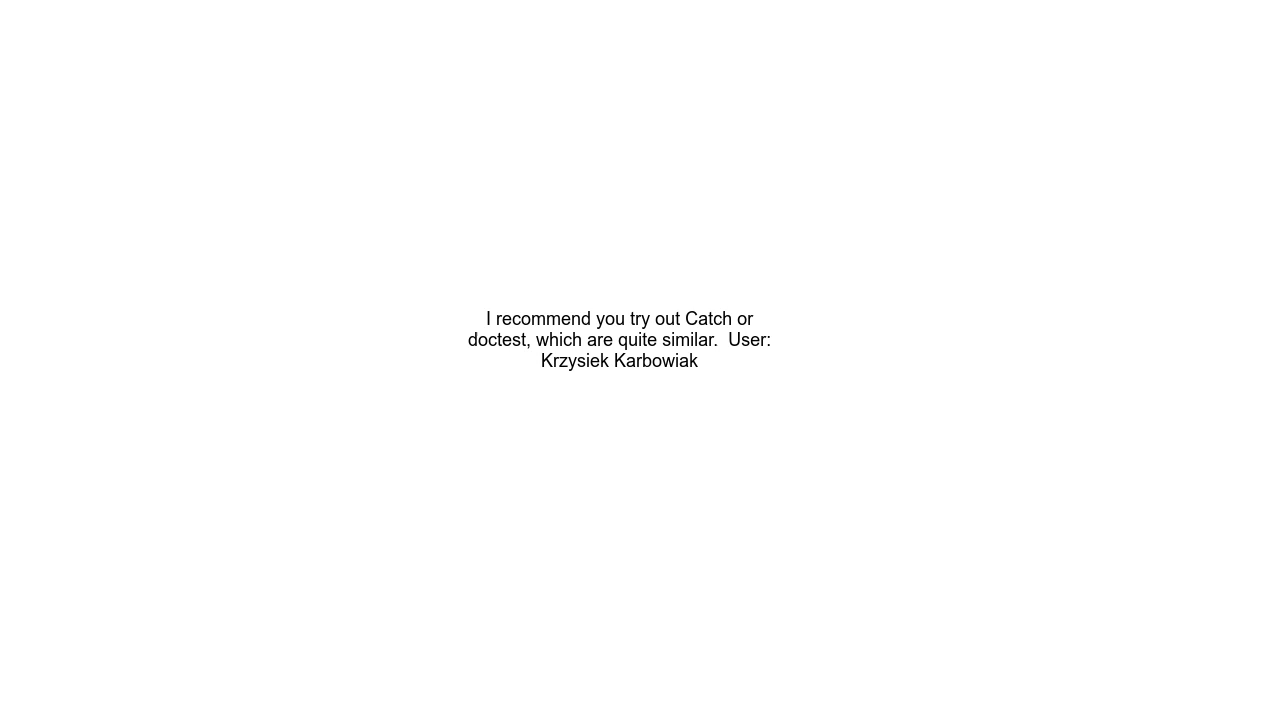 I recommend you try out Catch or
doctest, which are quite similar.  User:
Krzysiek Karbowiak